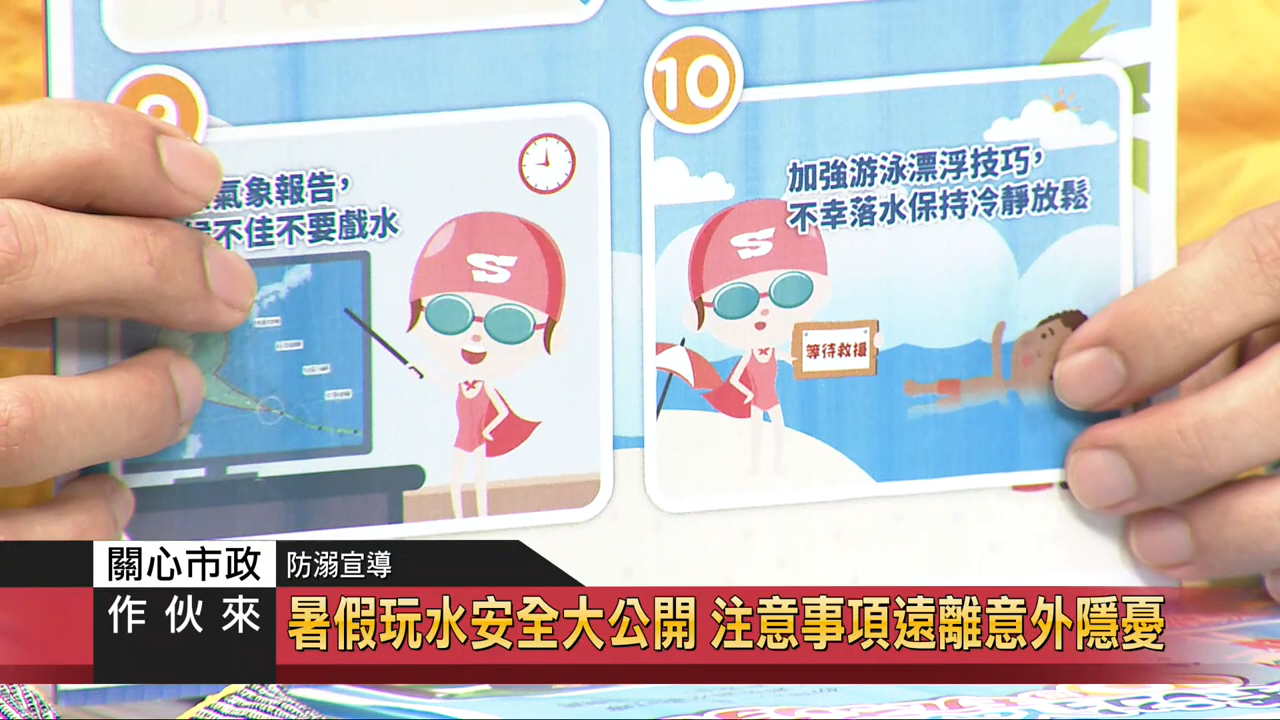 9
氣象報告，
不佳不要戲水
S
10
加強游泳漂浮技巧，
不幸落水保持冷靜放鬆
S
等待救援
關心市政
作伙來
防溺宣導
暑假玩水安全大公開 注意事項遠離意外隱憂